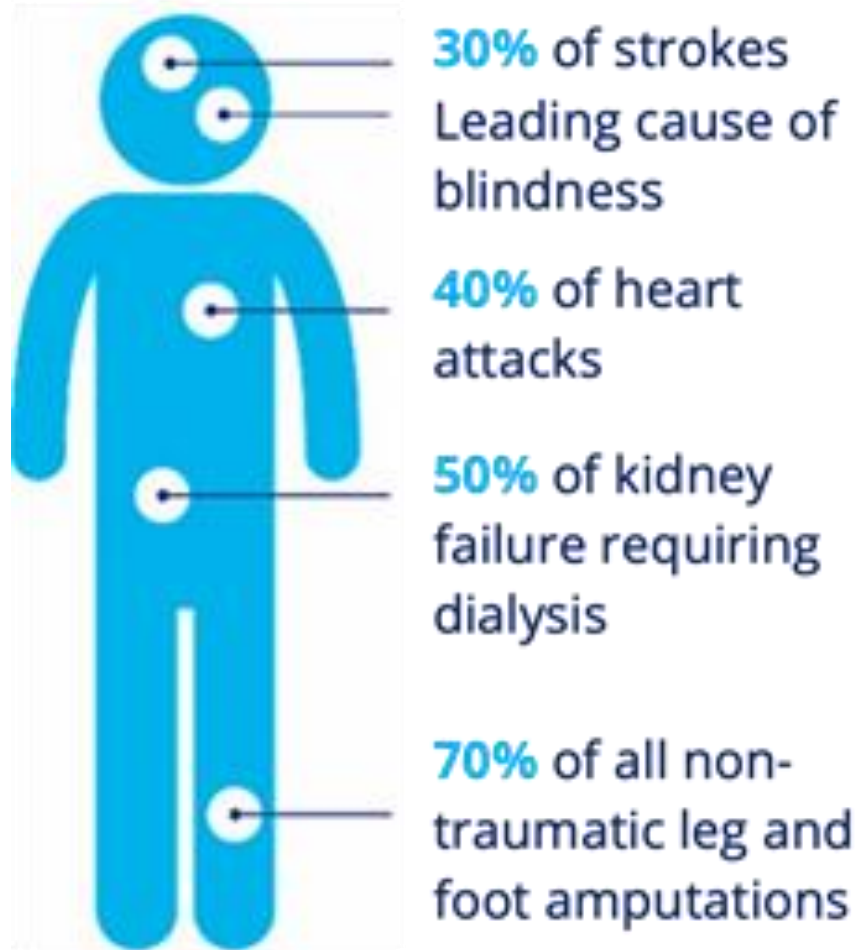 30% of strokes
Leading cause of
blindness
40% of heart
attacks
50% of kidney
failure requiring
dialysis
70% of all non-
traumatic leg and
foot amputations